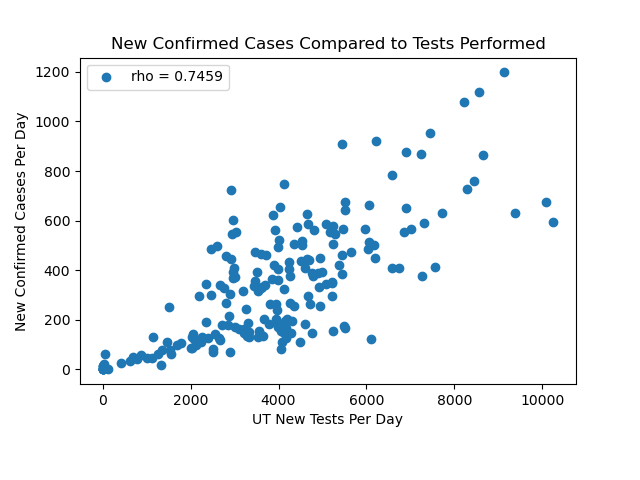 New Confirmed Cases Compared to Tests Performed
rho = 0.7459
1200
1000
800
600
400
200
0
New Confirmed Caeses Per Day
0 2000 4000 6000 8000 10000
UT New Tests Per Day